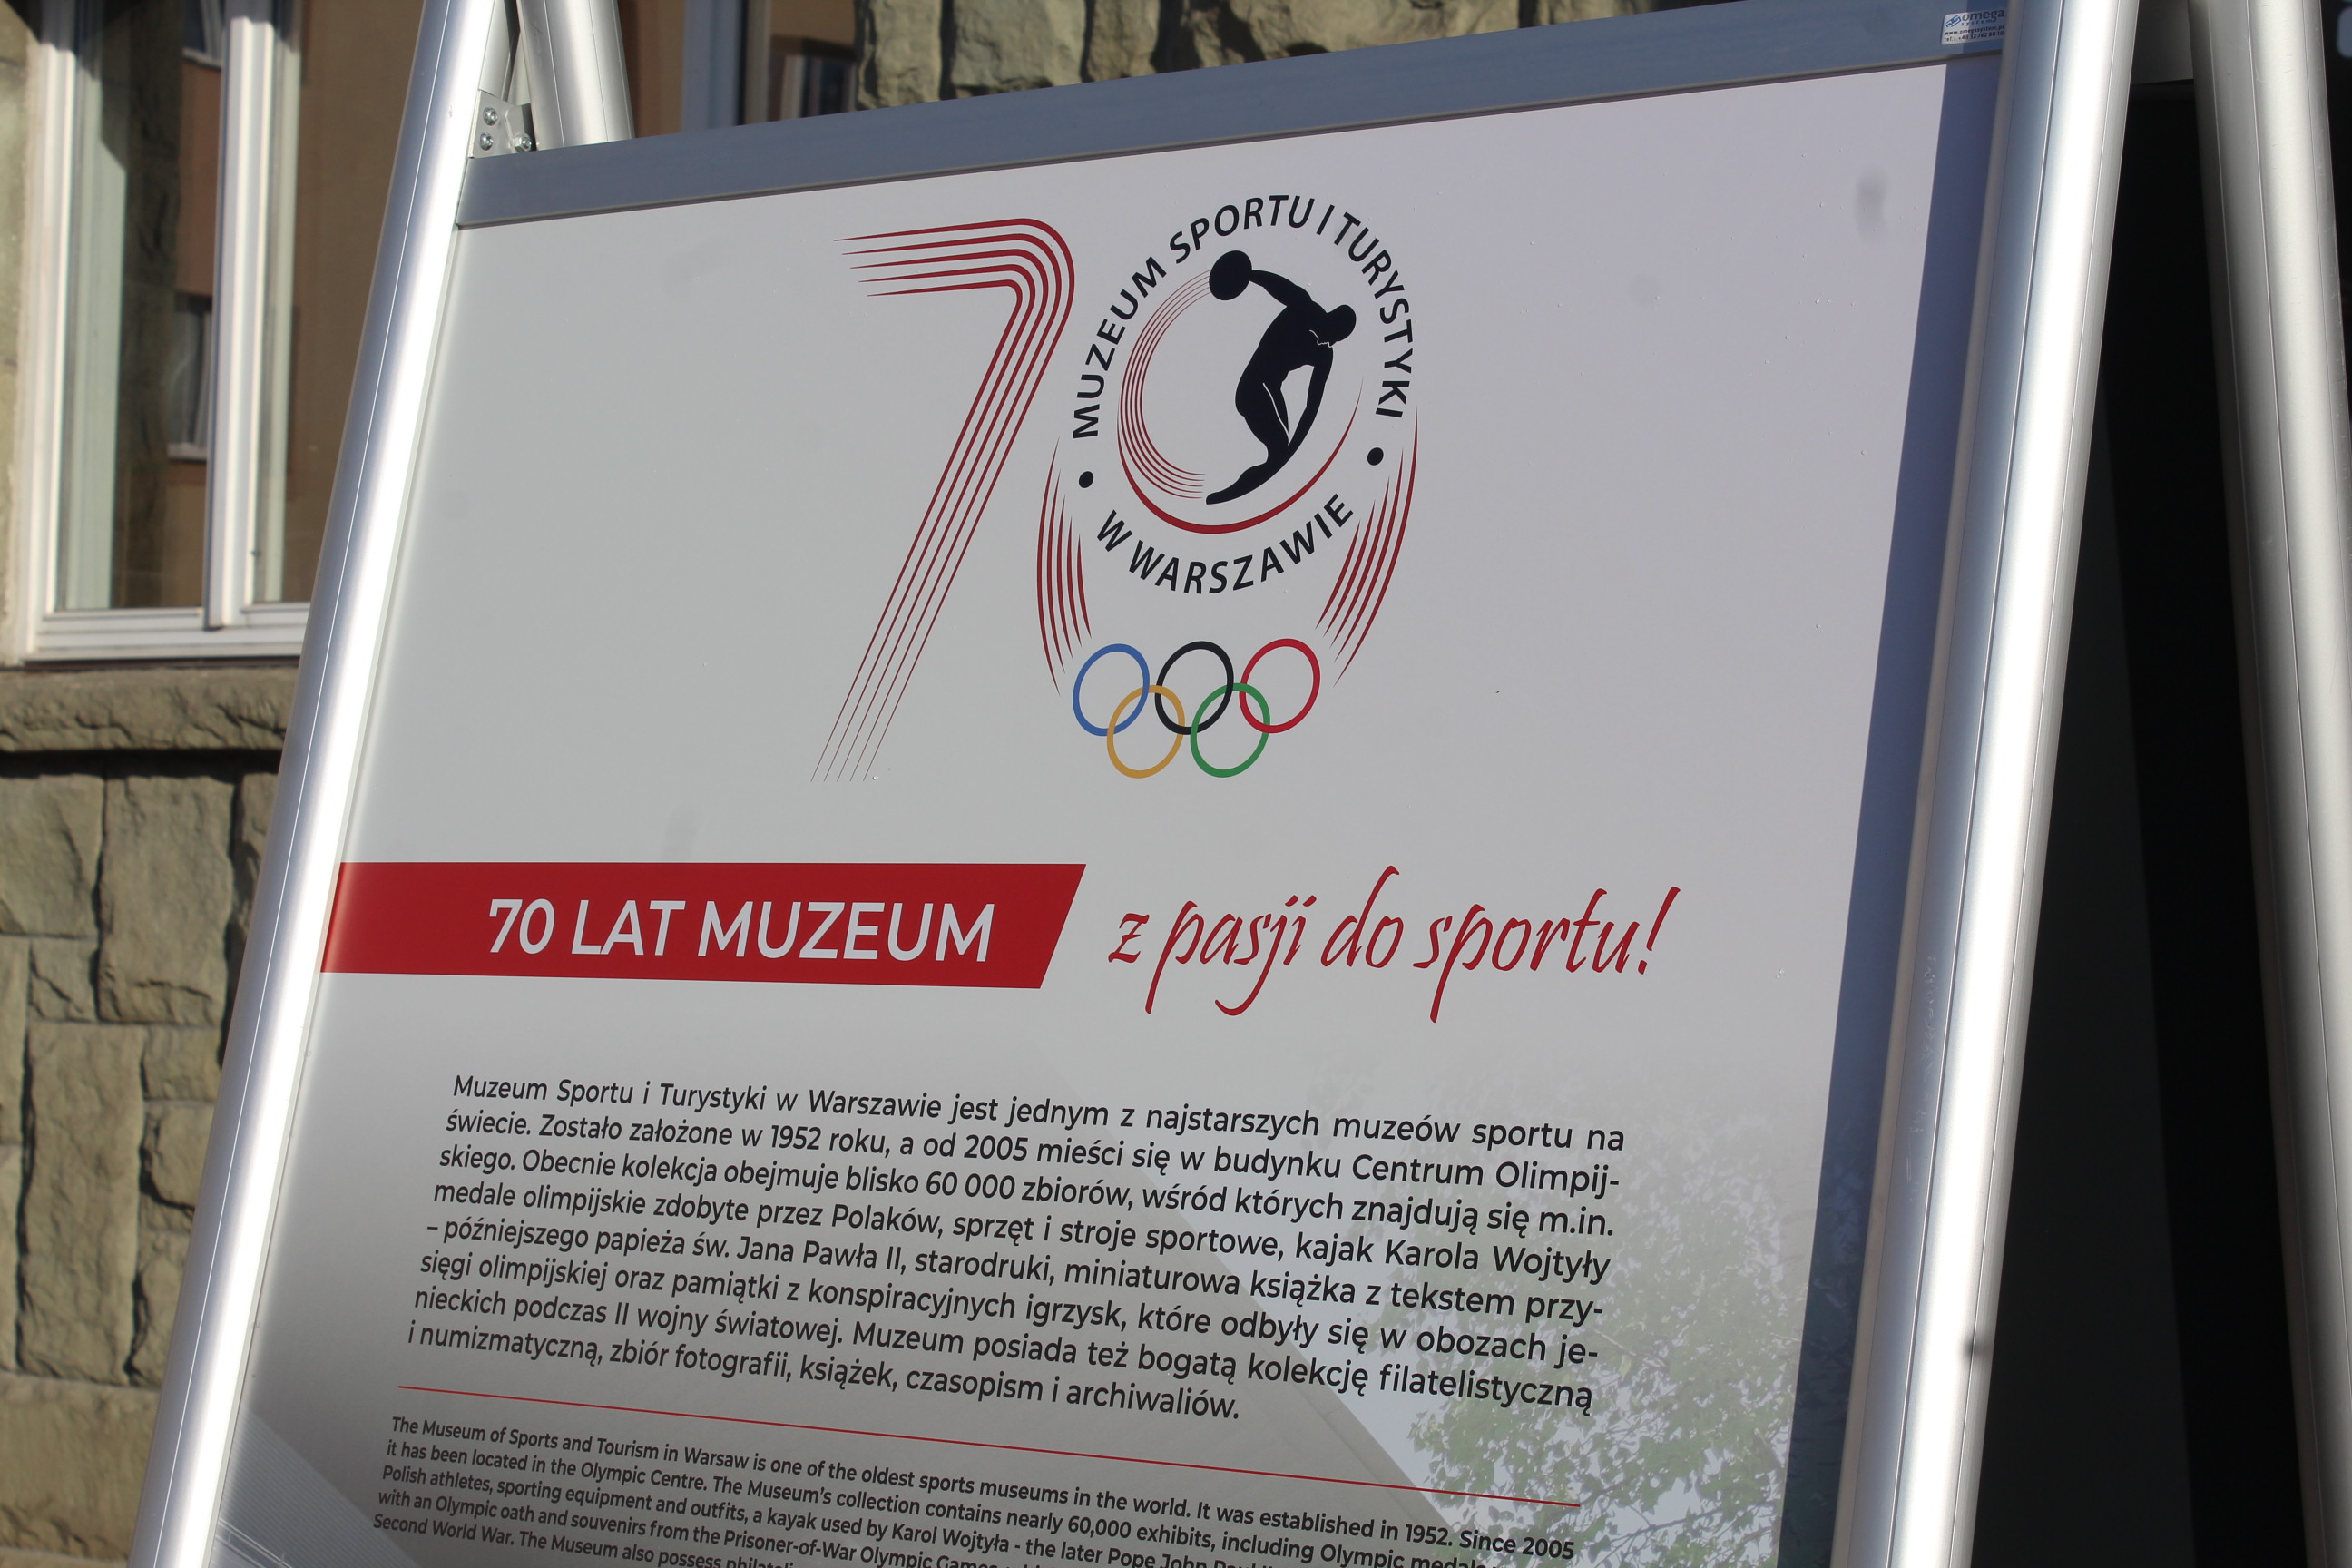 omega
70
MUZEUM SPORTU I TURYSTYKI
• W WARSZAWIE •
70 LAT MUZEUM z pasji do sportu!
Muzeum Sportu i Turystyki w Warszawie jest jednym z najstarszych muzeów sportu na
świecie. Zostało założone w 1952 roku, a od 2005 mieści się w budynku Centrum Olimpij-
skiego. Obecnie kolekcja obejmuje blisko 60 000 zbiorów, wśród których znajdują się m.in.
medale olimpijskie zdobyte przez Polaków, sprzęt i stroje sportowe, kajak Karola Wojtyły
– późniejszego papieża św. Jana Pawła II, starodruki, miniaturowa książka z tekstem przy-
sięgi olimpijskiej oraz pamiątki z konspiracyjnych igrzysk, które odbyły się w obozach je-
nieckich podczas II wojny światowej. Muzeum posiada też bogatą kolekcję filatelistyczną
i numizmatyczną, zbiór fotografii, książek, czasopism i archiwaliów.
The Museum of Sports and Tourism in Warsaw is one of the oldest sports museums in the world. It was established in 1952. Since 2005
it has been located in the Olympic Centre. The Museum's collection contains nearly 60,000 exhibits, including Olympic
Polish athletes, sporting equipment and outfits, a kayak used by Karol Wojtyła - the later Pope John
with an Olympic oath and souvenirs from the Prisoner-of-War Olympic Games
Second World War. The Museum also possess